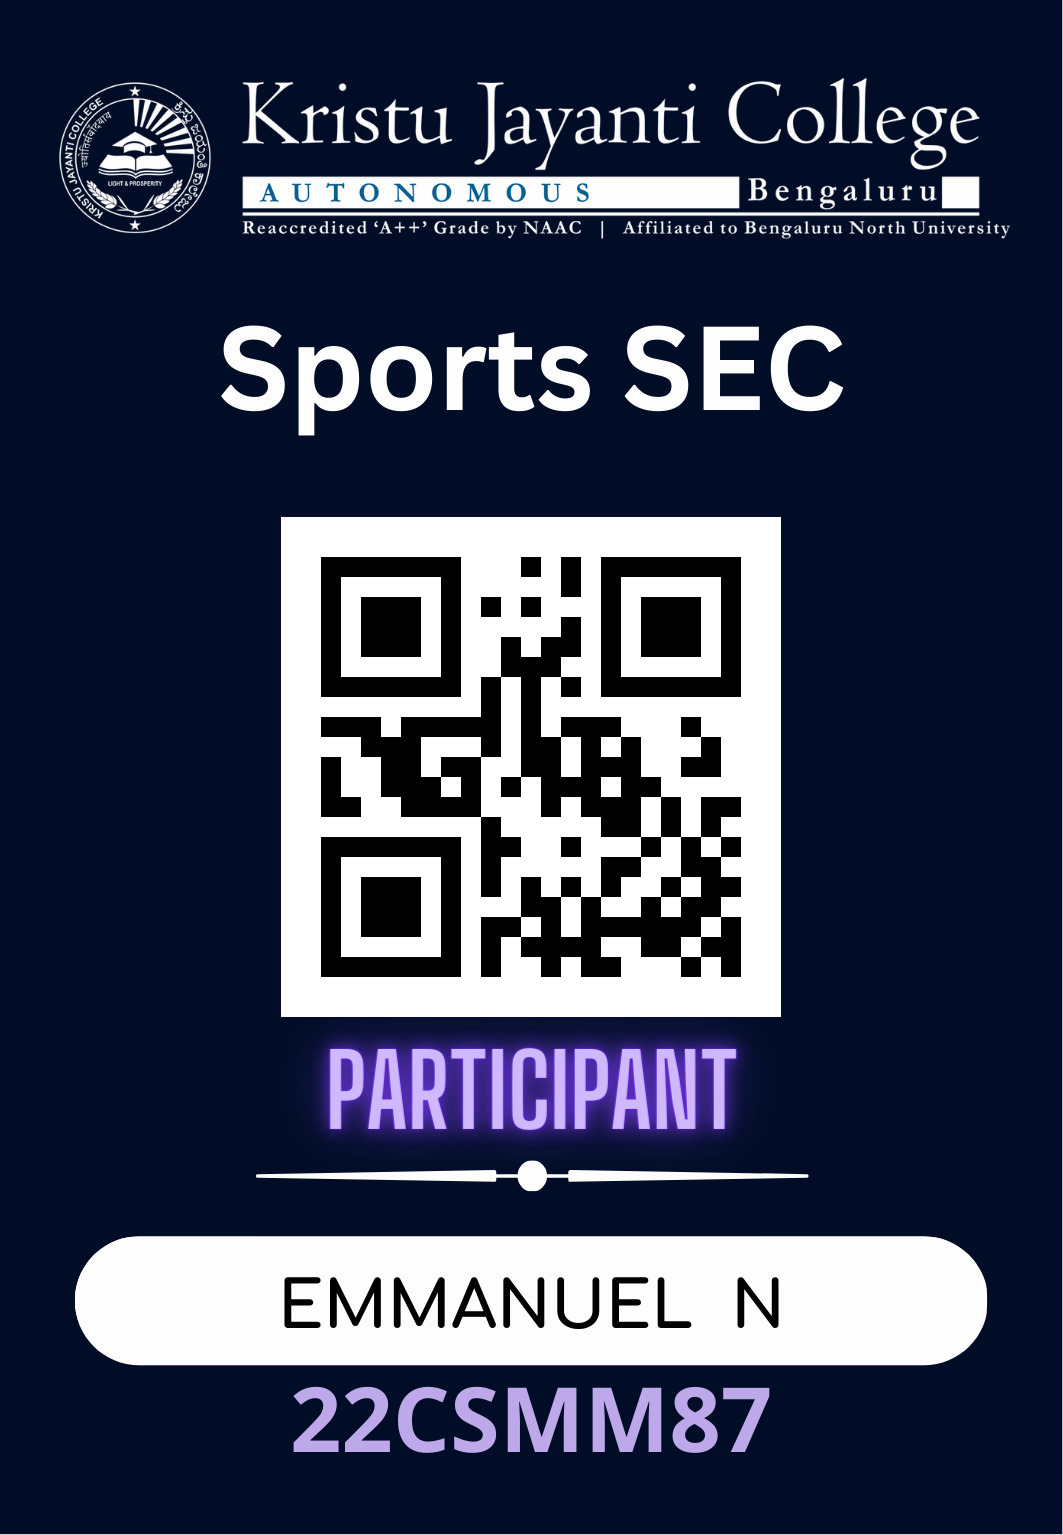 Kristu Jayanti College
AUTONOMOUS Bengaluru
Reaccredited ‘A++’ Grade by NAAC | Affiliated to Bengaluru North University
KRISTU JAYANTI COLLEGE
LIGHT & PROSPERITY
Sports SEC
PARTICIPANT
EMMANUEL N
22CSMM87